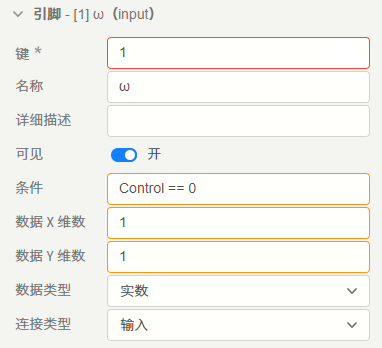 引脚 - [1] ω（input）
键 * 1
名称 ω
详细描述
可见 开
条件 Control == 0
数据 X 维数 1
数据 Y 维数 1
数据类型 实数
连接类型 输入